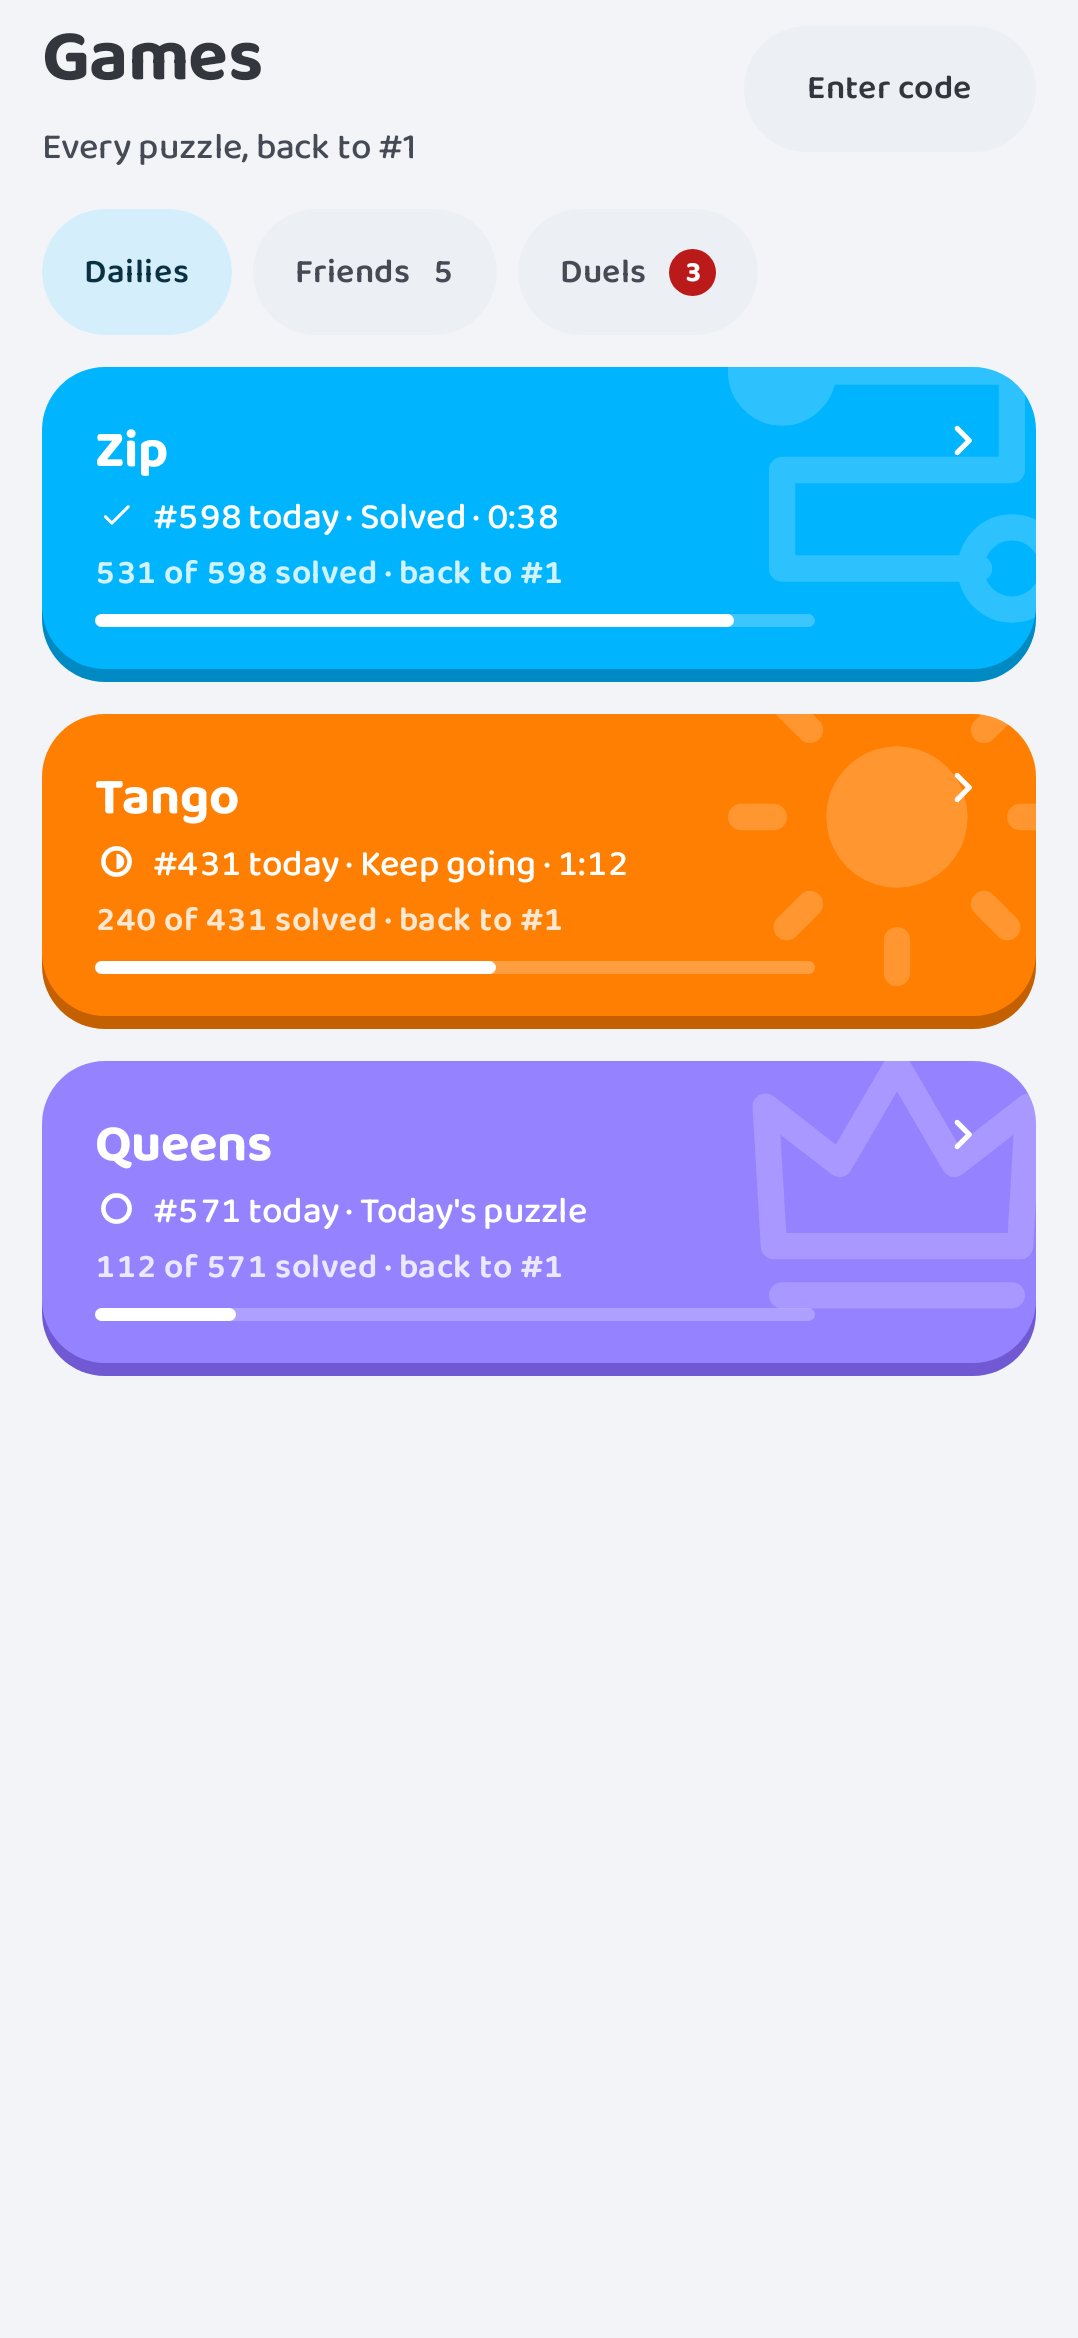 Games
Enter code
Every puzzle, back to #1
Dailies
Friends 5
Duels 3
Zip
#598 today · Solved · 0:38
531 of 598 solved · back to #1
Tango
#431 today · Keep going · 1:12
240 of 431 solved · back to #1
Queens
#571 today · Today's puzzle
112 of 571 solved · back to #1